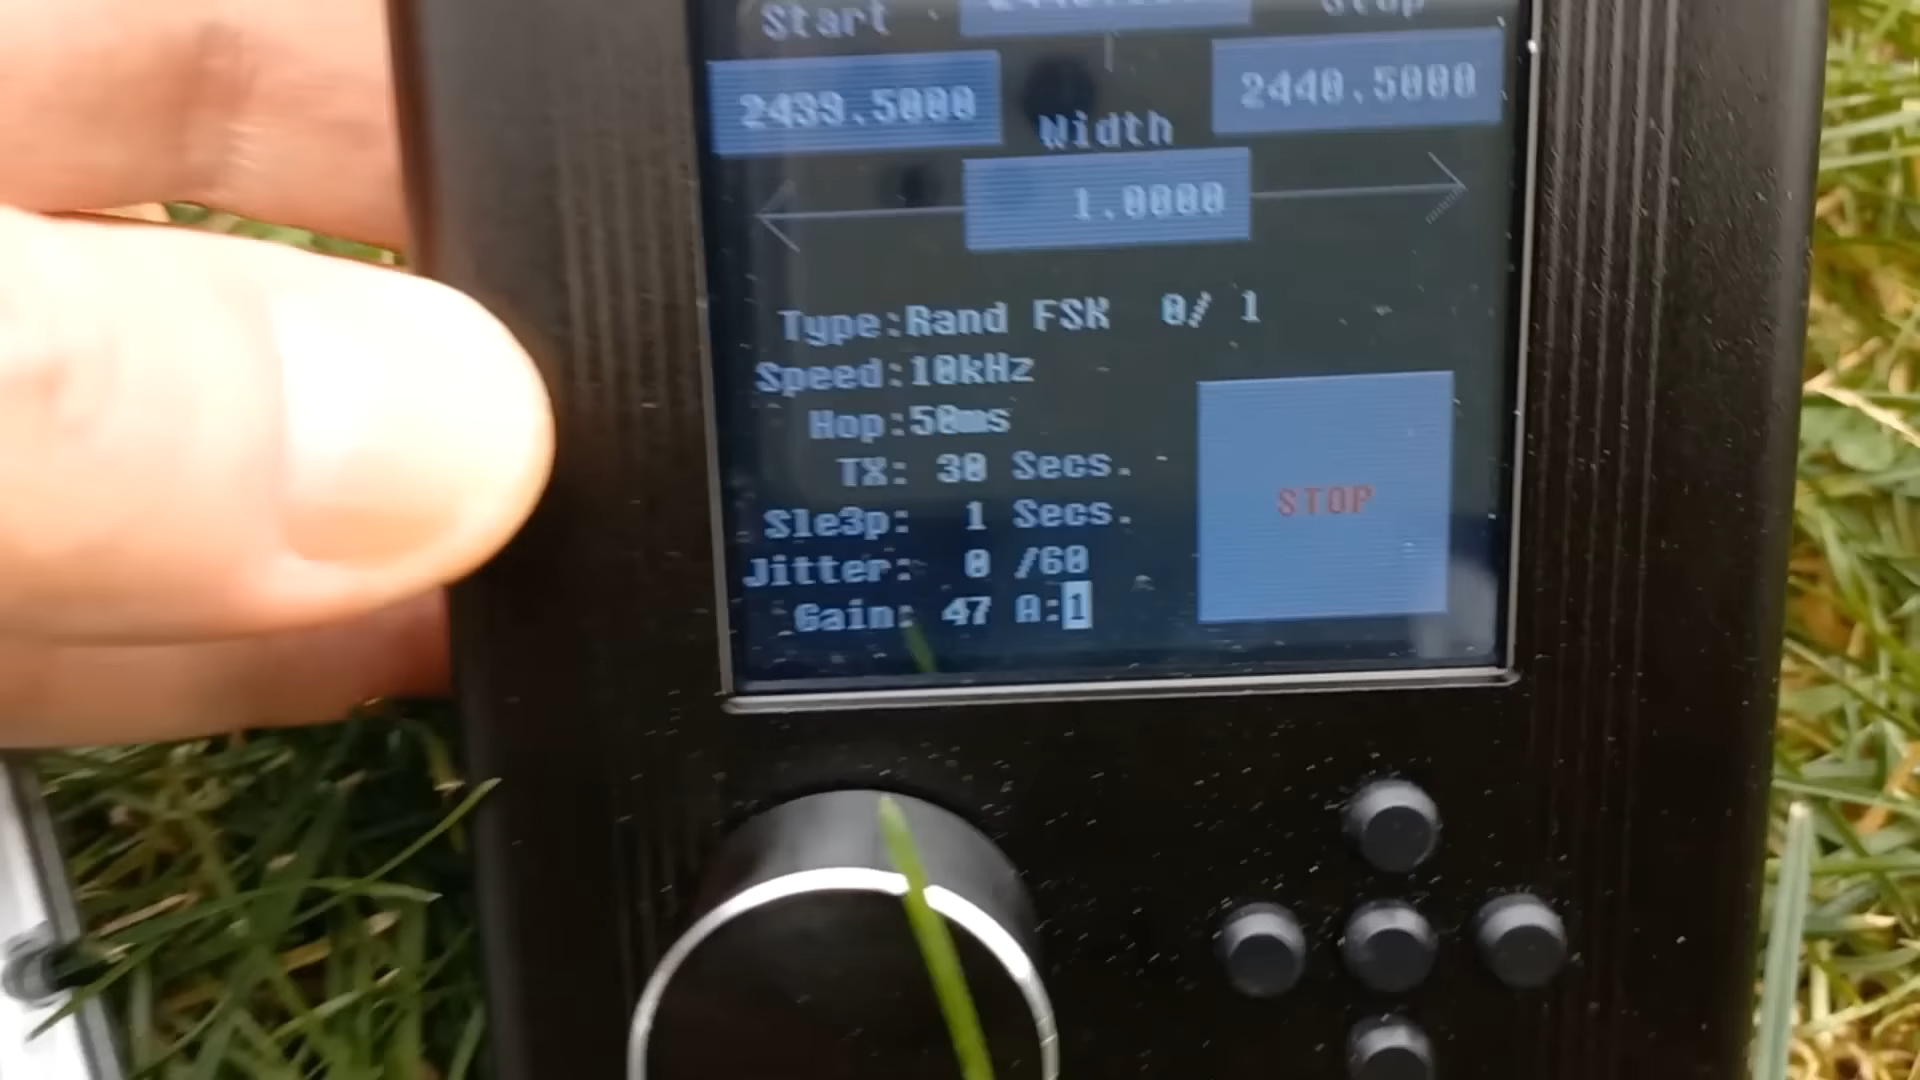 Start Stop
2439.5000 2440.5000
Width
1.0000
Type:Rand FSK 0/ 1
Speed:10kHz
Hop:50ms
TX: 30 Secs.
Sle3p: 1 Secs.
STOP
Jitter: 0 /60
Gain: 47 A:1